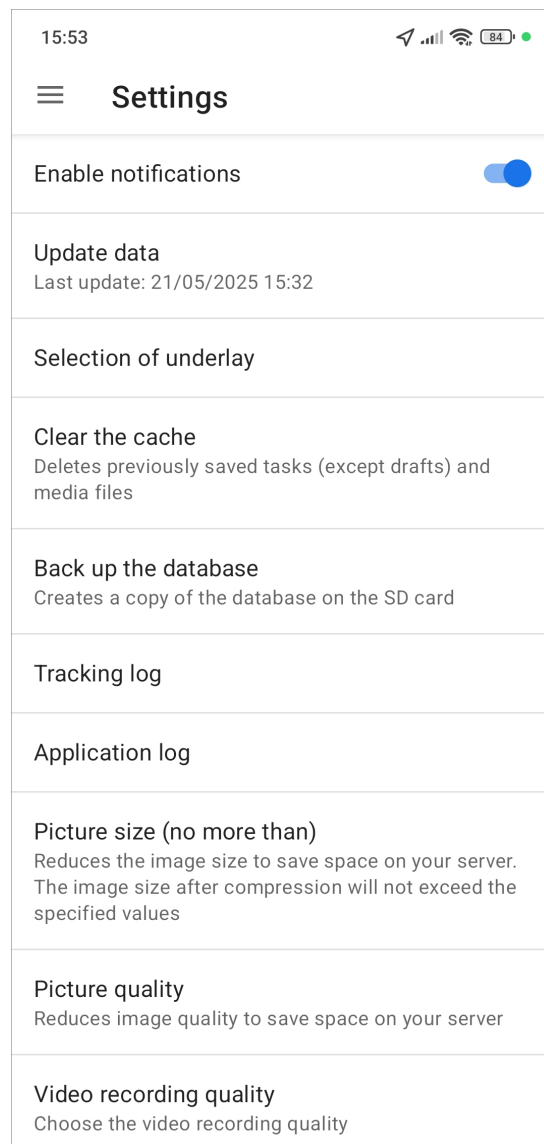 15:53
84
Settings
Enable notifications
Update data
Last update: 21/05/2025 15:32
Selection of underlay
Clear the cache
Deletes previously saved tasks (except drafts) and
media files
Back up the database
Creates a copy of the database on the SD card
Tracking log
Application log
Picture size (no more than)
Reduces the image size to save space on your server.
The image size after compression will not exceed the
specified values
Picture quality
Reduces image quality to save space on your server
Video recording quality
Choose the video recording quality